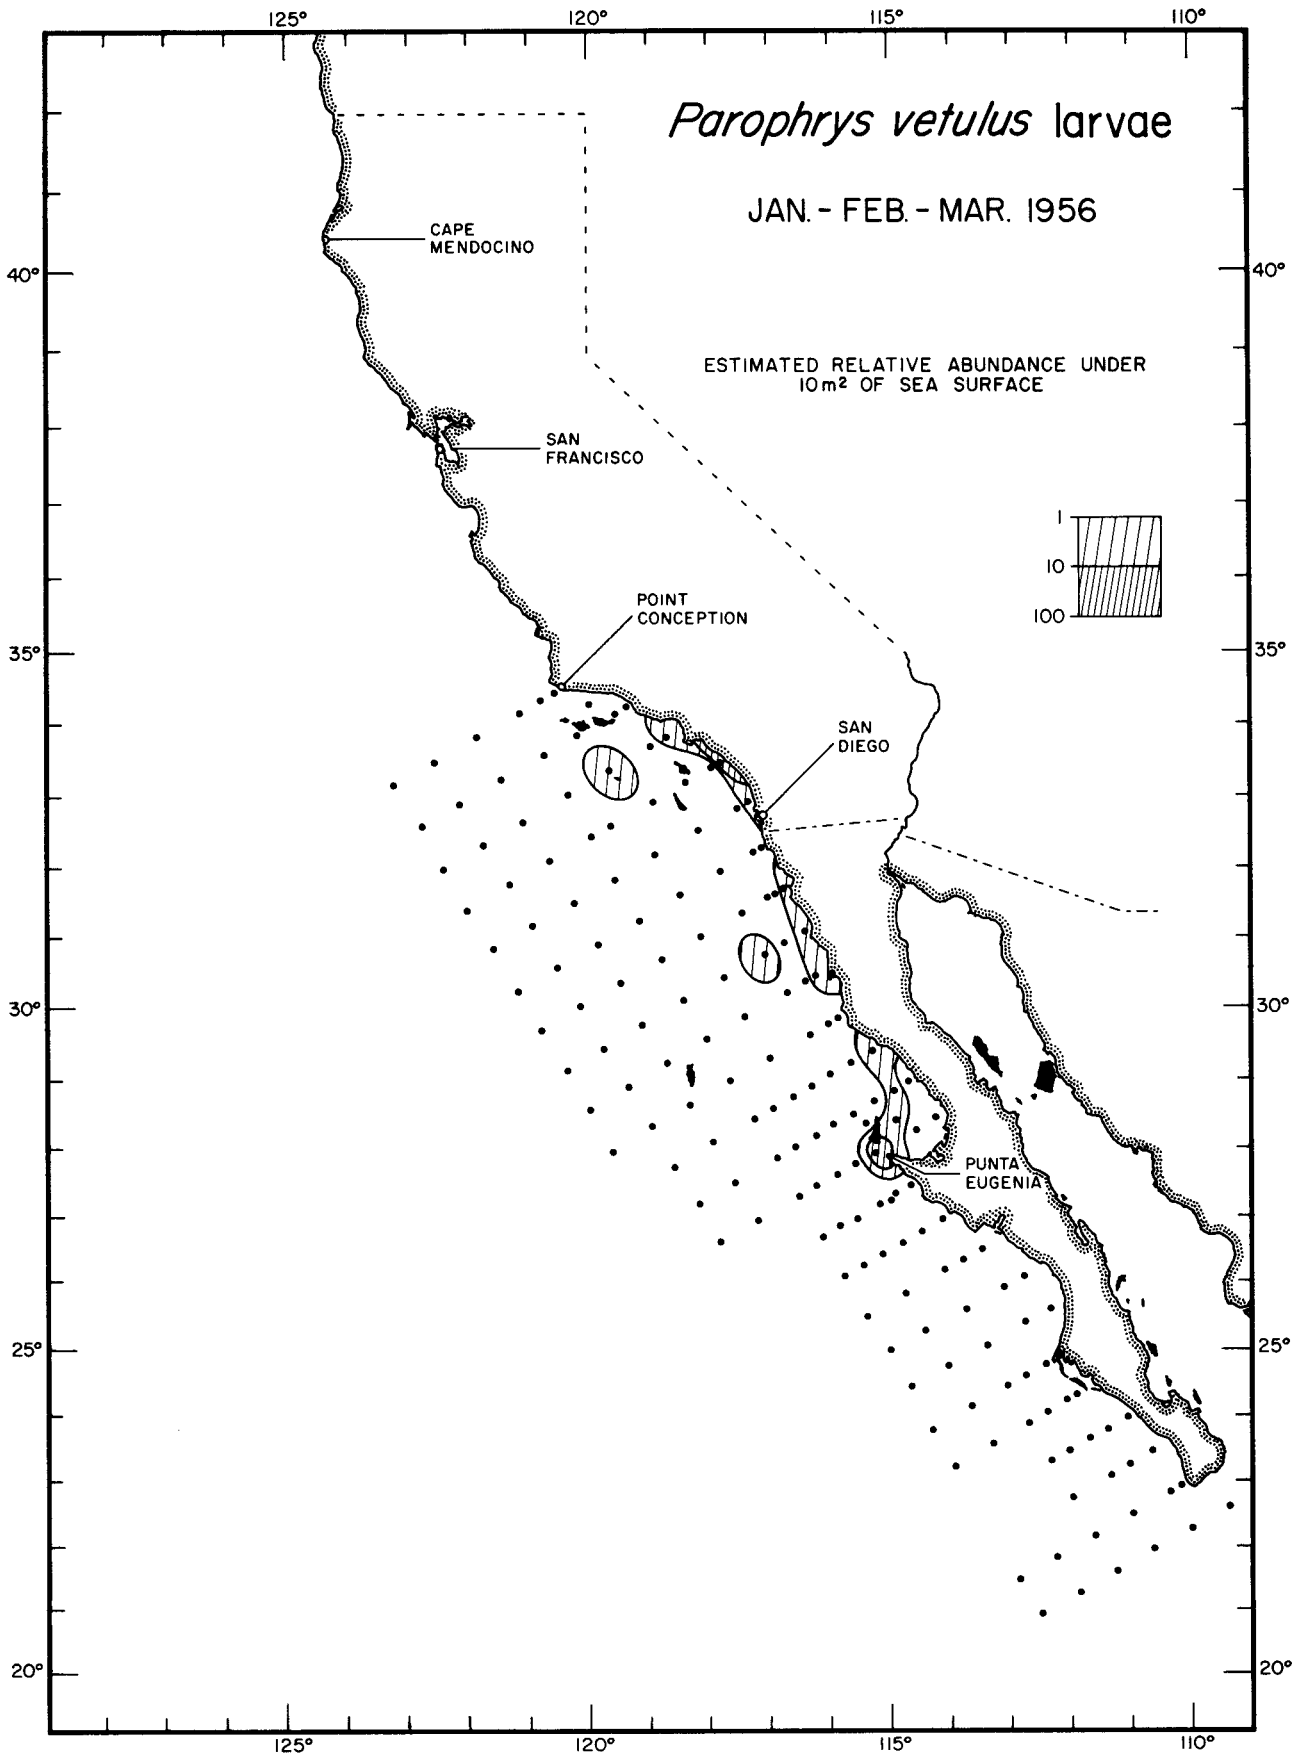 125° 120° 115° 110°
Parophrys vetulus larvae
JAN. - FEB. - MAR. 1956
CAPE
MENDOCINO
40° 40°
ESTIMATED RELATIVE ABUNDANCE UNDER
10 m² OF SEA SURFACE
SAN
FRANCISCO
1
10
100
POINT
CONCEPTION
35° 35°
SAN
DIEGO
30° 30°
PUNTA
EUGENIA
25° 25°
20° 20°
125° 120° 115° 110°